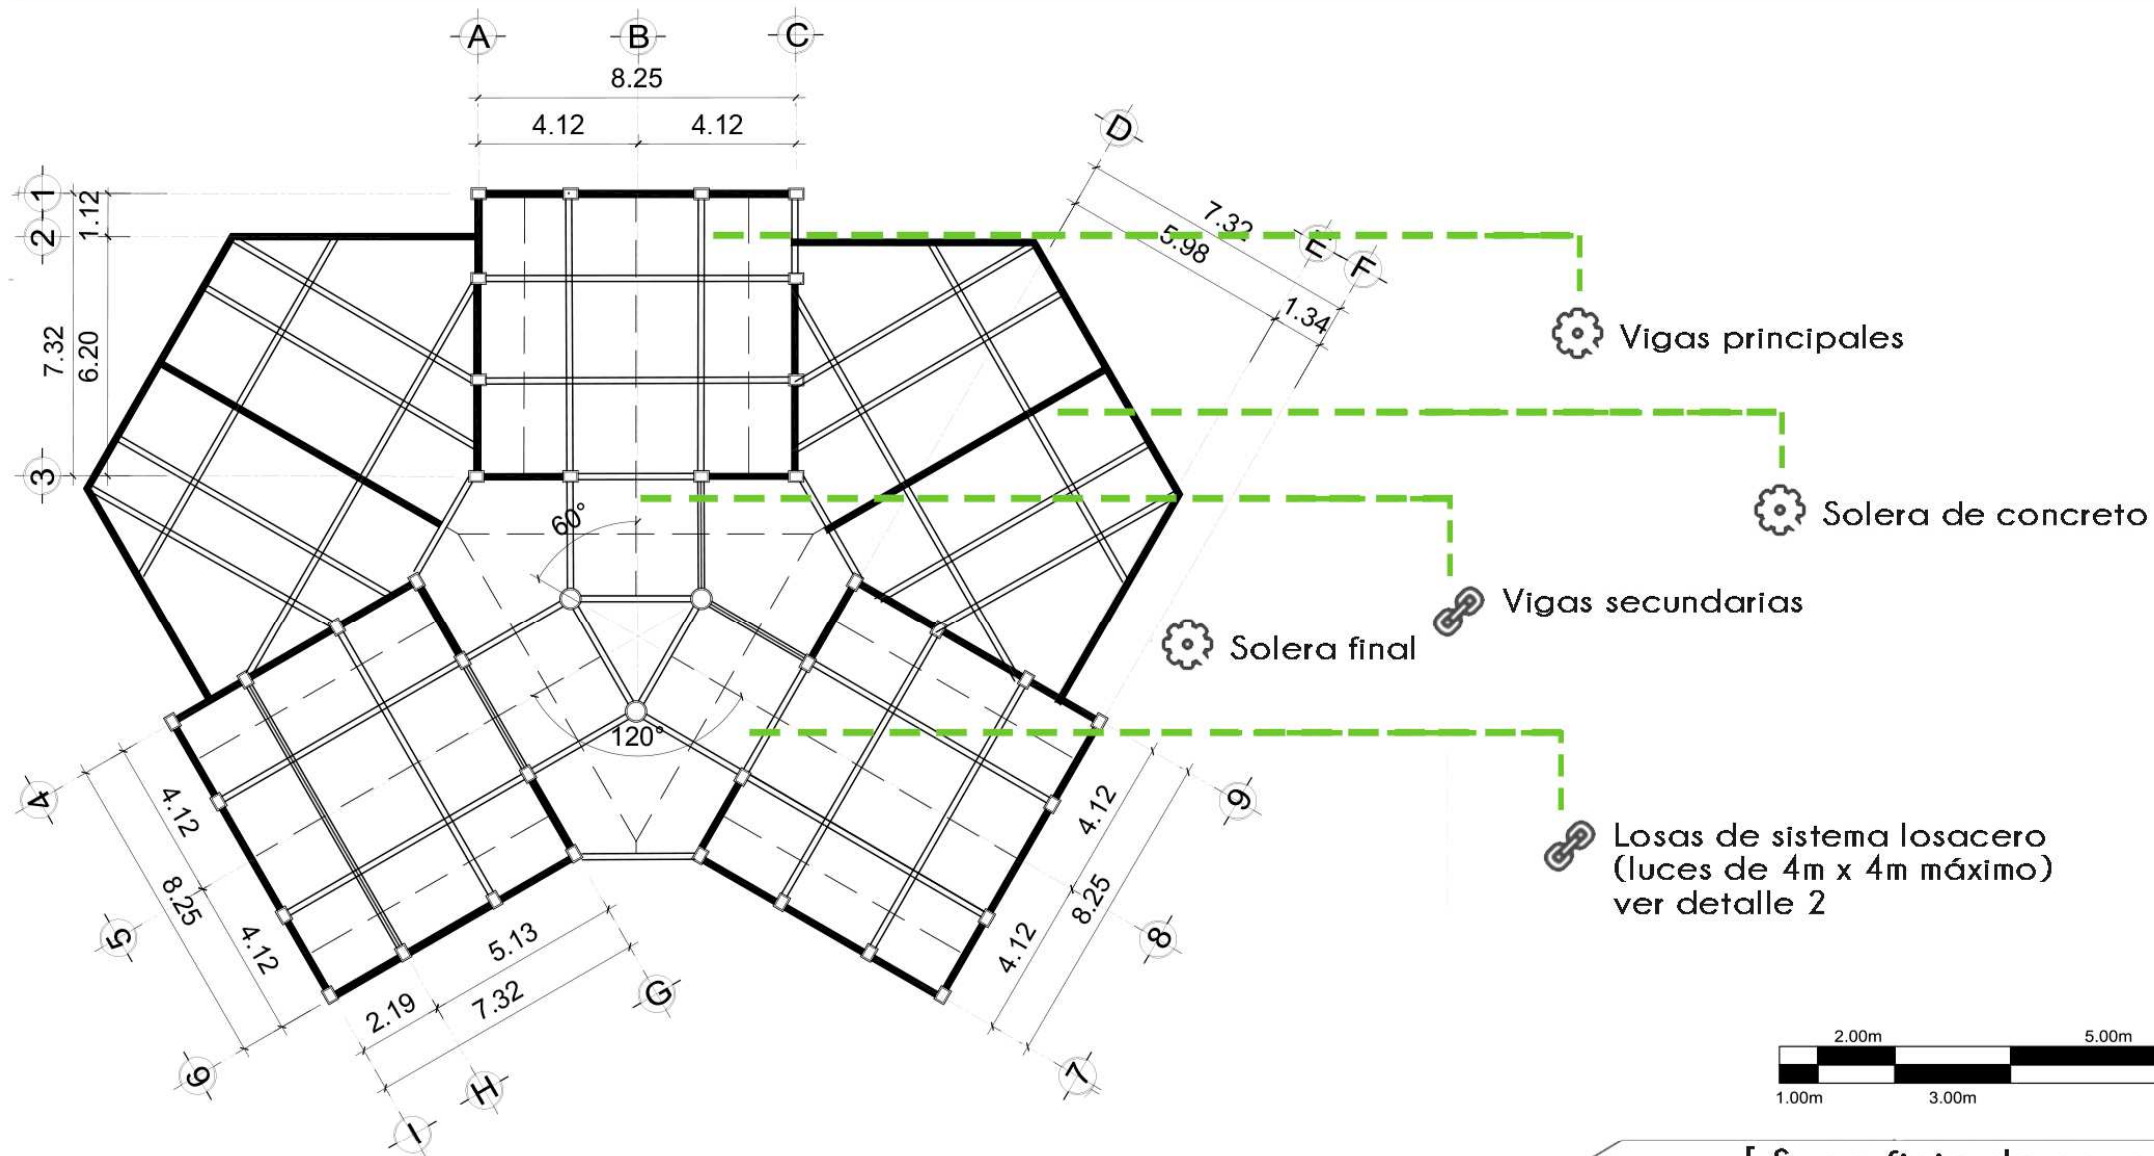 A
B
C
8.25
4.12
4.12
D
1
1.12
2
7.32
5.98
E
F
1.34
7.32
6.20
3
Vigas principales
Solera de concreto
60°
Vigas secundarias
Solera final
120°
4
4.12
8.25
5
4.12
6
2.19
5.13
7.32
G
H
I
9
4.12
8.25
8
4.12
7
Losas de sistema losacero
(luces de 4m x 4m máximo)
ver detalle 2
2.00m
5.00m
1.00m
3.00m